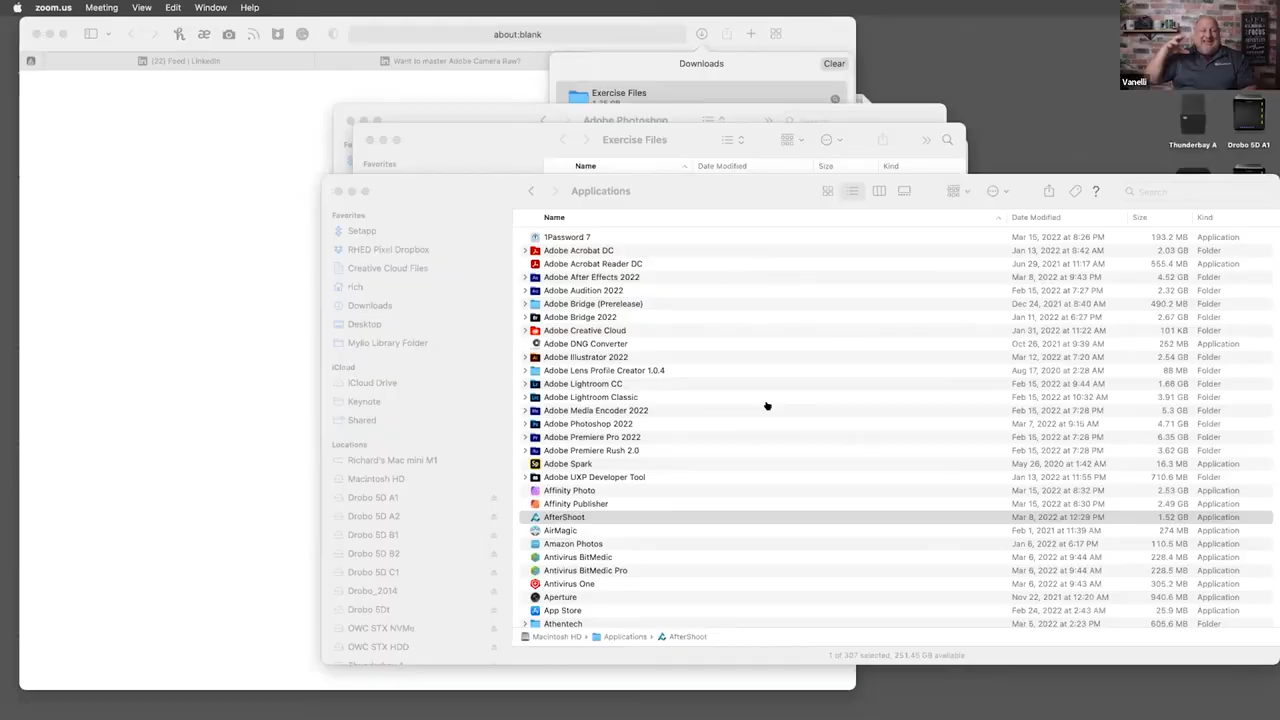 zoom.us Meeting View Edit Window Help
about:blank
(22) Feed | LinkedIn
Want to master Adobe Camera Raw?
Downloads
Clear
Exercise Files
1.25 GB
Adobe Photoshop
Exercise Files
Favorites
Name Date Modified Size Kind
Vanelli
Thunderbay A Drobo 5D A1
Applications
Search
Favorites
Setapp
RHED Pixel Dropbox
Creative Cloud Files
rich
Downloads
Desktop
Mylio Library Folder
iCloud
iCloud Drive
Keynote
Shared
Locations
Richard's Mac mini M1
Macintosh HD
Drobo 5D A1
Drobo 5D A2
Drobo 5D B1
Drobo 5D B2
Drobo 5D C1
Drobo_2014
Drobo 5Dt
OWC STX NVMe
OWC STX HDD
Thunderbay A
Name Date Modified Size Kind
1Password 7 Mar 15, 2022 at 8:26 PM 193.2 MB Application
Adobe Acrobat DC Jan 13, 2022 at 8:42 AM 2.03 GB Folder
Adobe Acrobat Reader DC Jun 29, 2021 at 11:17 AM 555.4 MB Application
Adobe After Effects 2022 Mar 8, 2022 at 9:43 PM 4.52 GB Folder
Adobe Audition 2022 Feb 15, 2022 at 7:27 PM 2.32 GB Folder
Adobe Bridge (Prerelease) Dec 24, 2021 at 8:40 AM 490.2 MB Folder
Adobe Bridge 2022 Jan 11, 2022 at 6:27 PM 2.67 GB Folder
Adobe Creative Cloud Jan 31, 2022 at 11:22 AM 101 KB Folder
Adobe DNG Converter Oct 26, 2021 at 9:39 AM 252 MB Application
Adobe Illustrator 2022 Mar 12, 2022 at 7:20 AM 2.54 GB Folder
Adobe Lens Profile Creator 1.0.4 Aug 17, 2020 at 2:28 AM 88 MB Folder
Adobe Lightroom CC Feb 15, 2022 at 9:44 AM 1.68 GB Folder
Adobe Lightroom Classic Feb 15, 2022 at 10:32 AM 3.91 GB Folder
Adobe Media Encoder 2022 Feb 15, 2022 at 7:28 PM 5.3 GB Folder
Adobe Photoshop 2022 Mar 7, 2022 at 9:15 AM 4.71 GB Folder
Adobe Premiere Pro 2022 Feb 15, 2022 at 7:28 PM 6.35 GB Folder
Adobe Premiere Rush 2.0 Feb 15, 2022 at 7:28 PM 3.62 GB Folder
Adobe Spark May 26, 2020 at 1:42 AM 16.3 MB Application
Adobe UXP Developer Tool Jan 13, 2022 at 11:55 PM 710.6 MB Folder
Affinity Photo Mar 15, 2022 at 8:32 PM 2.53 GB Application
Affinity Publisher Mar 15, 2022 at 8:30 PM 2.49 GB Application
AfterShoot Mar 8, 2022 at 12:29 PM 1.52 GB Application
AirMagic Feb 1, 2021 at 11:39 AM 274 MB Application
Amazon Photos Jan 6, 2022 at 6:17 PM 110.5 MB Application
Antivirus BitMedic Mar 6, 2022 at 9:44 AM 228.4 MB Application
Antivirus BitMedic Pro Mar 6, 2022 at 9:44 AM 228.5 MB Application
Antivirus One Mar 6, 2022 at 9:43 AM 305.2 MB Application
Aperture Nov 22, 2021 at 12:20 AM 940.6 MB Application
App Store Feb 24, 2022 at 2:43 AM 25.9 MB Application
Athentech Mar 5, 2022 at 2:23 PM 605.6 MB Folder
Macintosh HD › Applications › AfterShoot
1 of 307 selected, 251.45 GB available